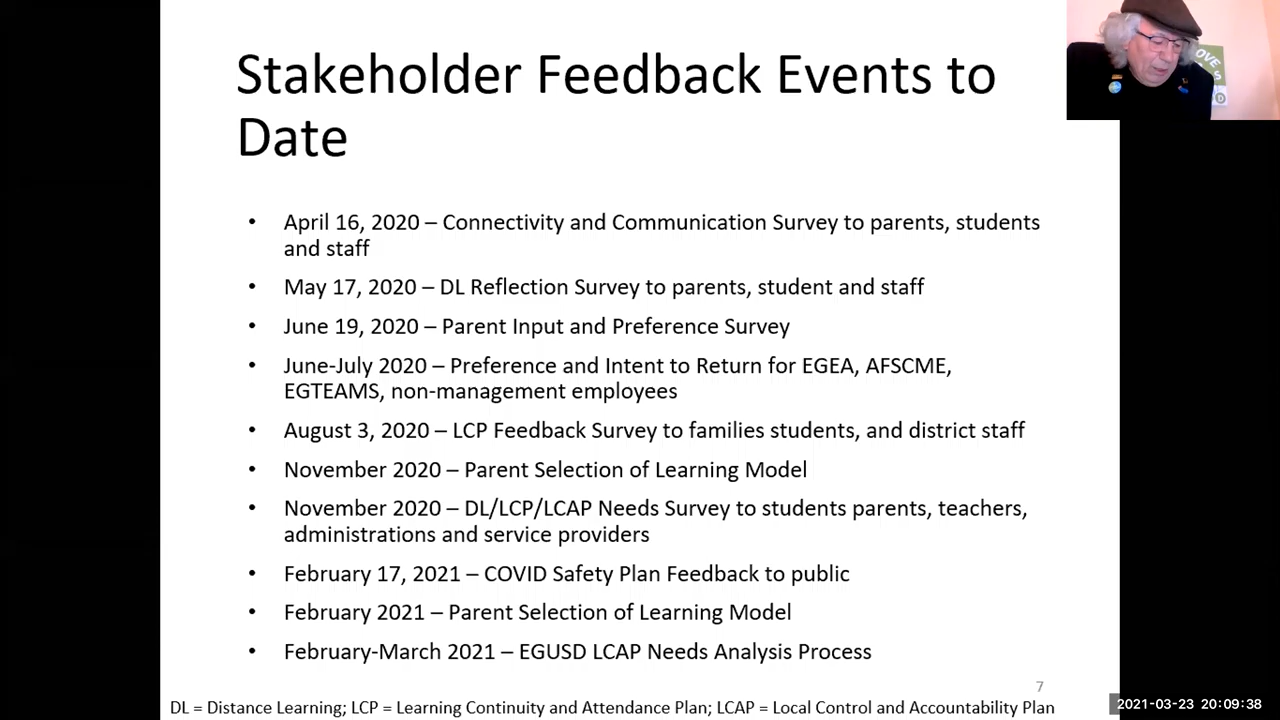 Stakeholder Feedback Events to
Date
• April 16, 2020 – Connectivity and Communication Survey to parents, students
and staff
• May 17, 2020 – DL Reflection Survey to parents, student and staff
• June 19, 2020 – Parent Input and Preference Survey
• June-July 2020 – Preference and Intent to Return for EGEA, AFSCME,
EGTEAMS, non-management employees
• August 3, 2020 – LCP Feedback Survey to families students, and district staff
• November 2020 – Parent Selection of Learning Model
• November 2020 – DL/LCP/LCAP Needs Survey to students parents, teachers,
administrations and service providers
• February 17, 2021 – COVID Safety Plan Feedback to public
• February 2021 – Parent Selection of Learning Model
• February-March 2021 – EGUSD LCAP Needs Analysis Process
7
DL = Distance Learning; LCP = Learning Continuity and Attendance Plan; LCAP = Local Control and Accountability Plan
2021-03-23 20:09:38